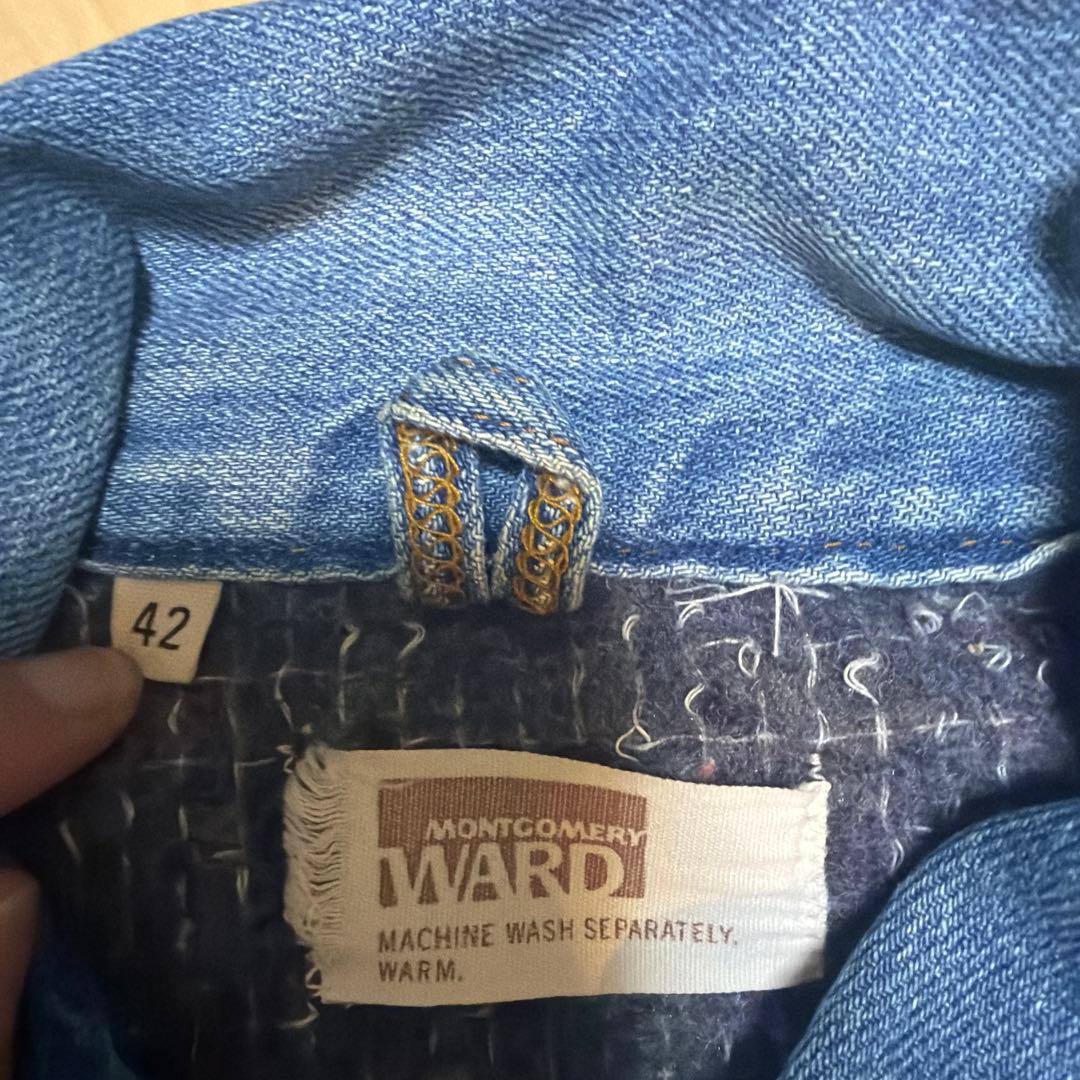 42
MONTGOMERY
WARD
MACHINE WASH SEPARATELY.
WARM.